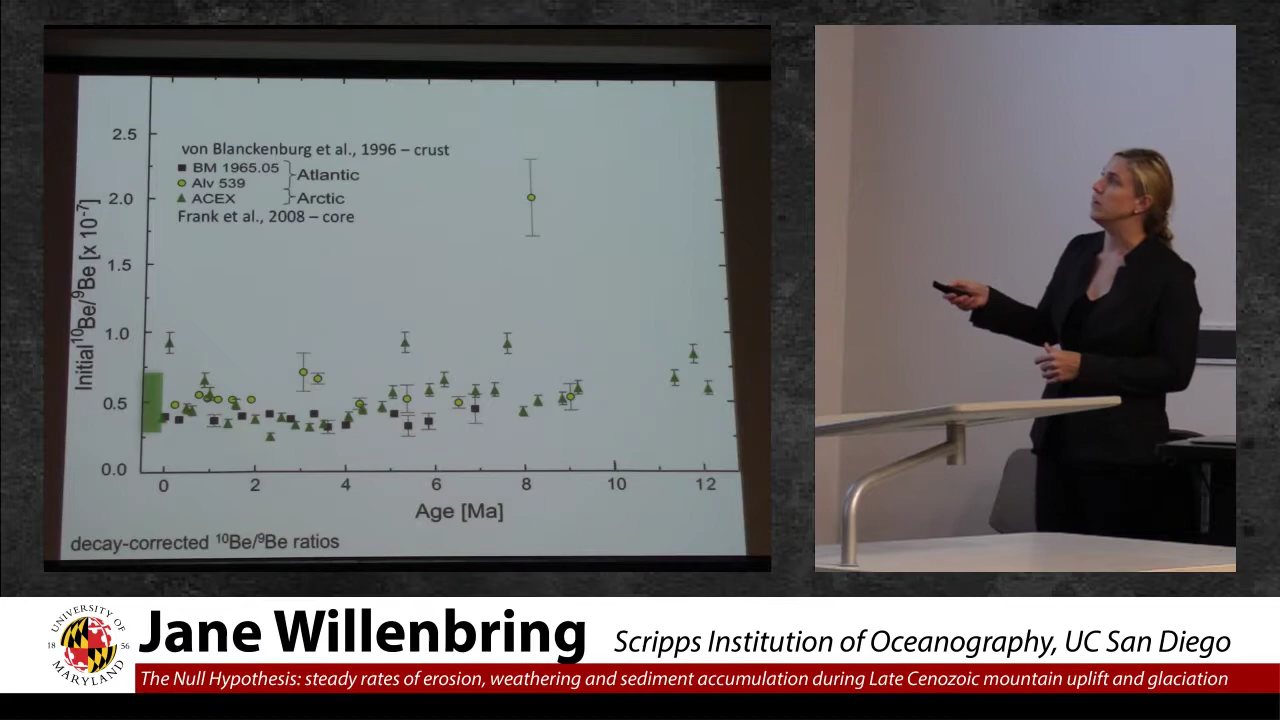 2.5
2.0
1.5
1.0
0.5
0.0
Initial ¹⁰Be/⁹Be [x 10⁻⁷]
von Blanckenburg et al., 1996 – crust
BM 1965.05
Alv 539
Atlantic
ACEX
Arctic
Frank et al., 2008 – core
0 2 4 6 8 10 12
Age [Ma]
decay-corrected ¹⁰Be/⁹Be ratios
UNIVERSITY OF
18 56
MARYLAND
Jane Willenbring
Scripps Institution of Oceanography, UC San Diego
The Null Hypothesis: steady rates of erosion, weathering and sediment accumulation during Late Cenozoic mountain uplift and glaciation